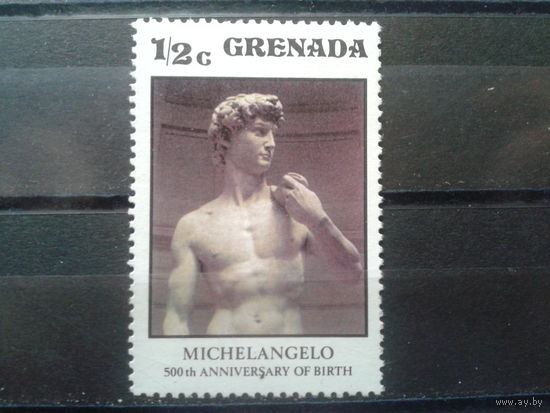 1/2c GRENADA
MICHELANGELO
500th ANNIVERSARY OF BIRTH
www.ay.by